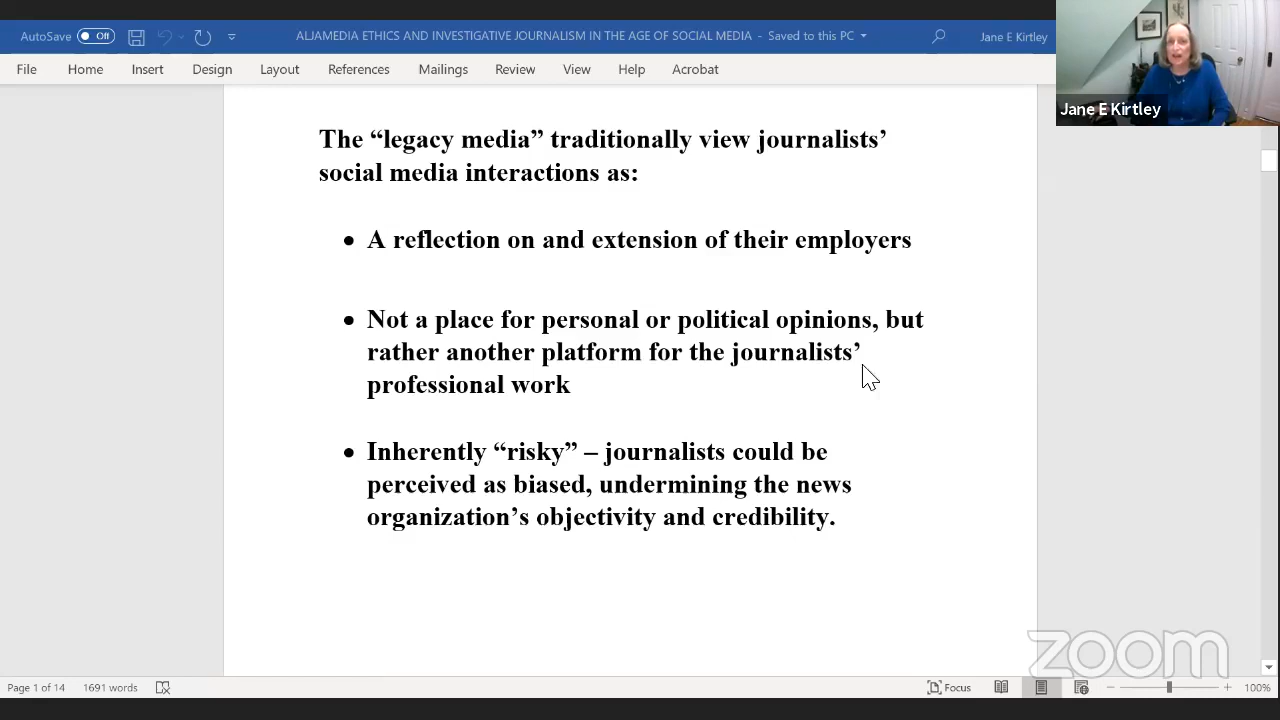 AutoSave Off
ALJAMEDIA ETHICS AND INVESTIGATIVE JOURNALISM IN THE AGE OF SOCIAL MEDIA - Saved to this PC
Jane E Kirtley
File Home Insert Design Layout References Mailings Review View Help Acrobat
Jane E Kirtley
The “legacy media” traditionally view journalists’
social media interactions as:
• A reflection on and extension of their employers
• Not a place for personal or political opinions, but
rather another platform for the journalists’
professional work
• Inherently “risky” – journalists could be
perceived as biased, undermining the news
organization’s objectivity and credibility.
zoom
Page 1 of 14 1691 words Focus 100%